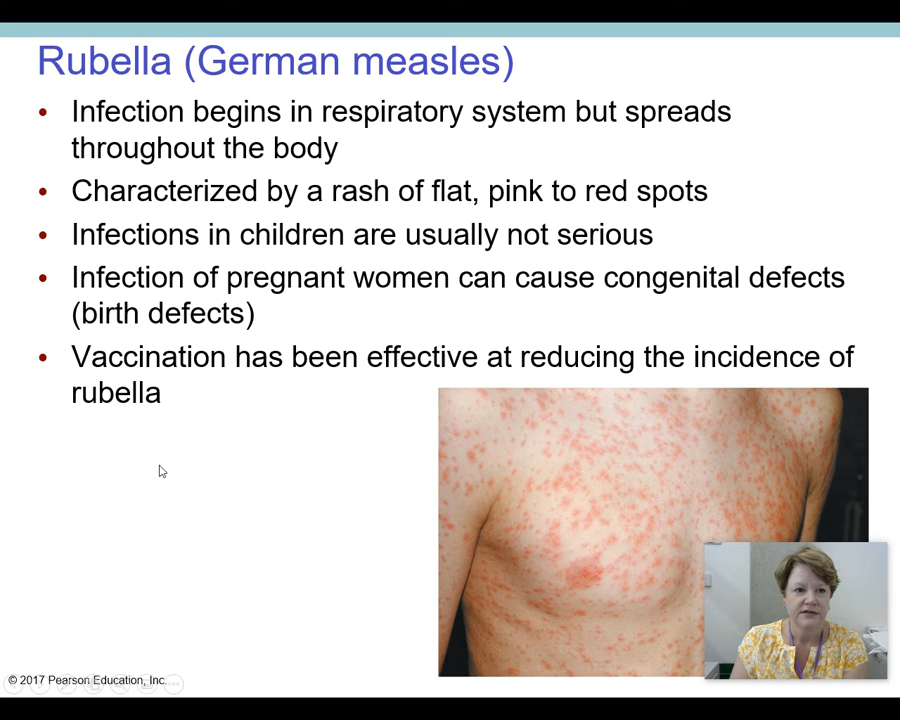 Rubella (German measles)
• Infection begins in respiratory system but spreads
throughout the body
• Characterized by a rash of flat, pink to red spots
• Infections in children are usually not serious
• Infection of pregnant women can cause congenital defects
(birth defects)
• Vaccination has been effective at reducing the incidence of
rubella
© 2017 Pearson Education, Inc.